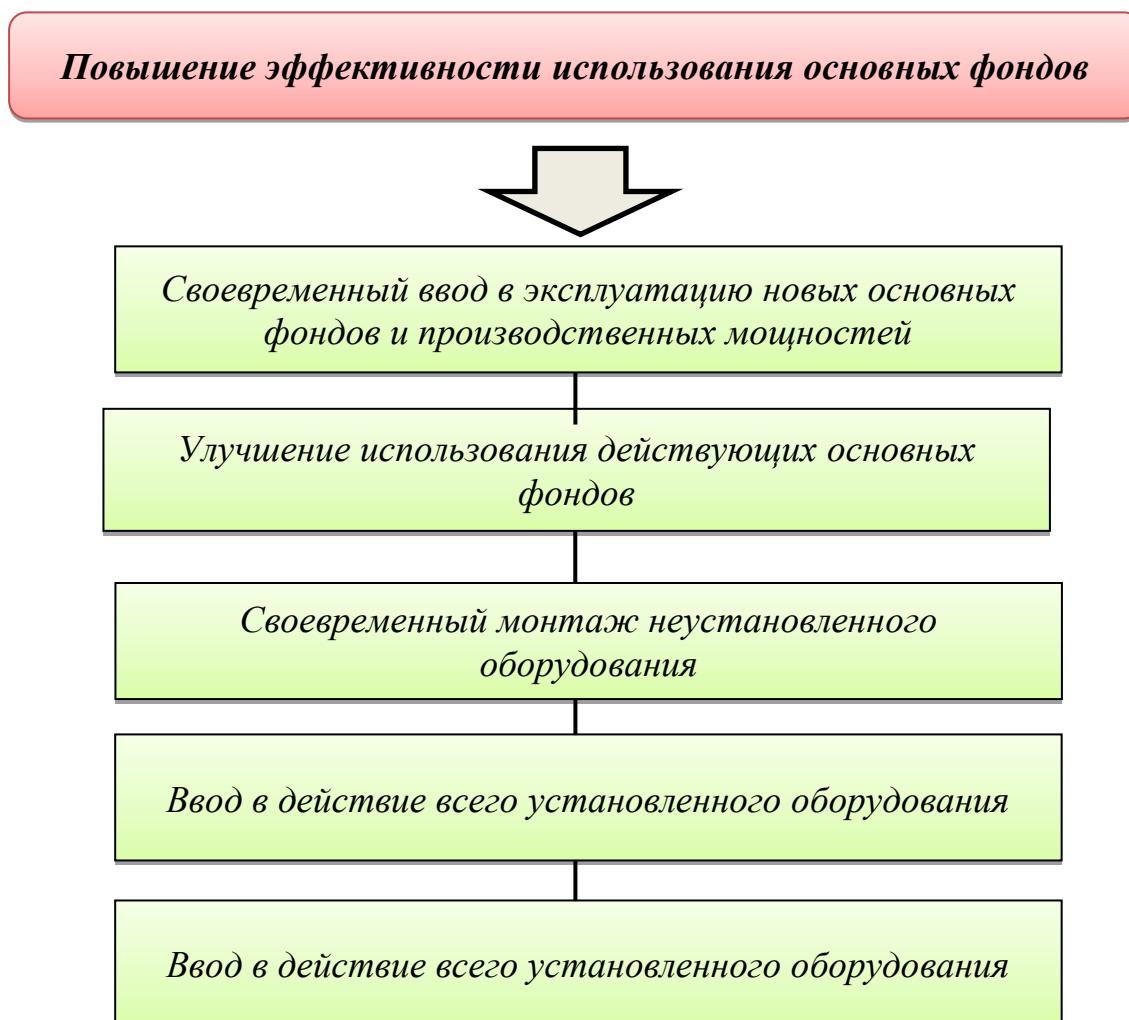 Повышение эффективности использования основных фондов
Своевременный ввод в эксплуатацию новых основных
фондов и производственных мощностей
Улучшение использования действующих основных
фондов
Своевременный монтаж неустановленного
оборудования
Ввод в действие всего установленного оборудования
Ввод в действие всего установленного оборудования